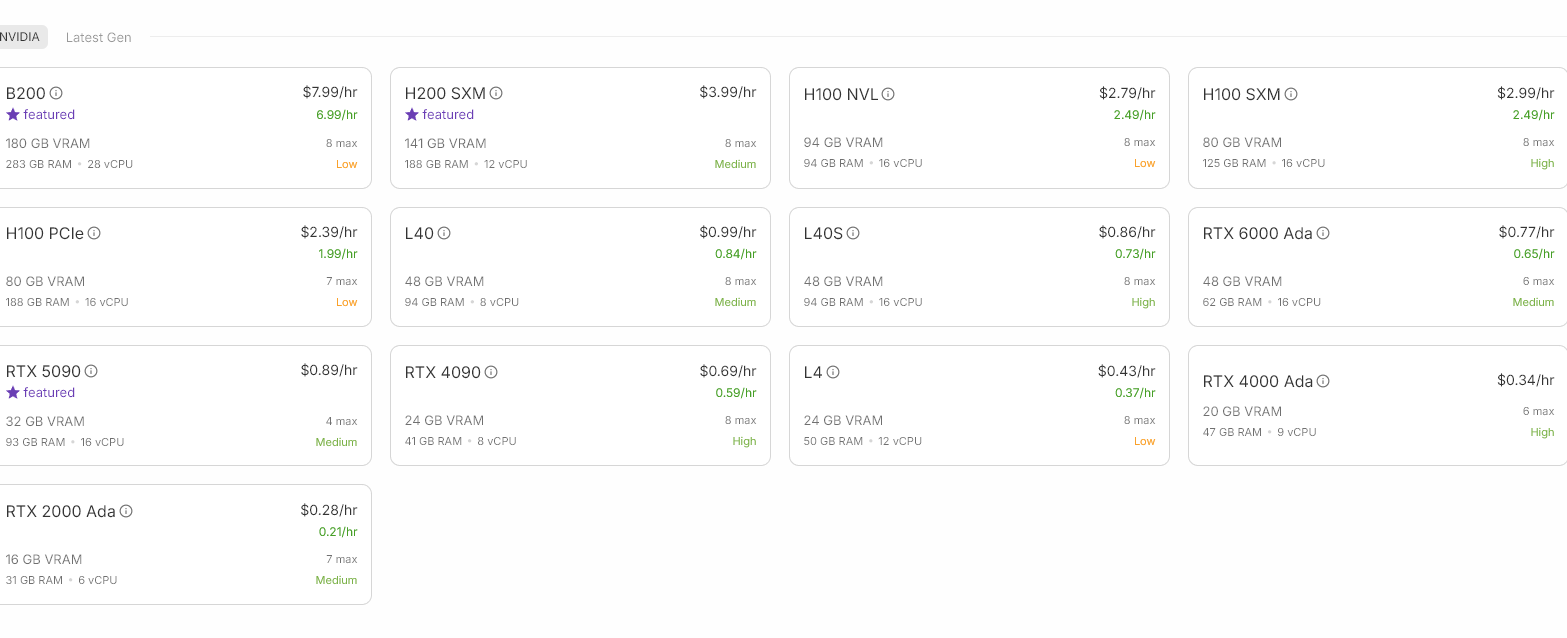 NVIDIA Latest Gen
B200 $7.99/hr
featured 6.99/hr
180 GB VRAM 8 max
283 GB RAM • 28 vCPU Low
H200 SXM $3.99/hr
featured
141 GB VRAM 8 max
188 GB RAM • 12 vCPU Medium
H100 NVL $2.79/hr
2.49/hr
94 GB VRAM 8 max
94 GB RAM • 16 vCPU Low
H100 SXM $2.99/hr
2.49/hr
80 GB VRAM 8 max
125 GB RAM • 16 vCPU High
H100 PCIe $2.39/hr
1.99/hr
80 GB VRAM 7 max
188 GB RAM • 16 vCPU Low
L40 $0.99/hr
0.84/hr
48 GB VRAM 8 max
94 GB RAM • 8 vCPU Medium
L40S $0.86/hr
0.73/hr
48 GB VRAM 8 max
94 GB RAM • 16 vCPU High
RTX 6000 Ada $0.77/hr
0.65/hr
48 GB VRAM 6 max
62 GB RAM • 16 vCPU Medium
RTX 5090 $0.89/hr
featured
32 GB VRAM 4 max
93 GB RAM • 16 vCPU Medium
RTX 4090 $0.69/hr
0.59/hr
24 GB VRAM 8 max
41 GB RAM • 8 vCPU High
L4 $0.43/hr
0.37/hr
24 GB VRAM 8 max
50 GB RAM • 12 vCPU Low
RTX 4000 Ada $0.34/hr
20 GB VRAM 6 max
47 GB RAM • 9 vCPU High
RTX 2000 Ada $0.28/hr
0.21/hr
16 GB VRAM 7 max
31 GB RAM • 6 vCPU Medium